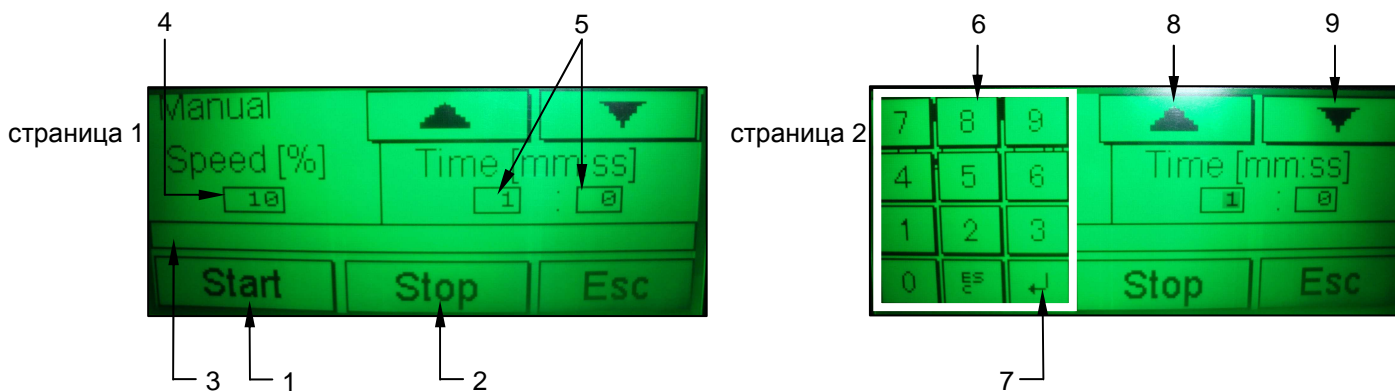 4 5 6 8 9
страница 1
Manual
Speed [%] Time [mm:ss]
10 1 : 0
Start Stop Esc
3 1 2
страница 2
7 8 9
4 5 6
1 2 3
0 ESC ↵
Time [mm:ss]
1 : 0
Stop Esc
7